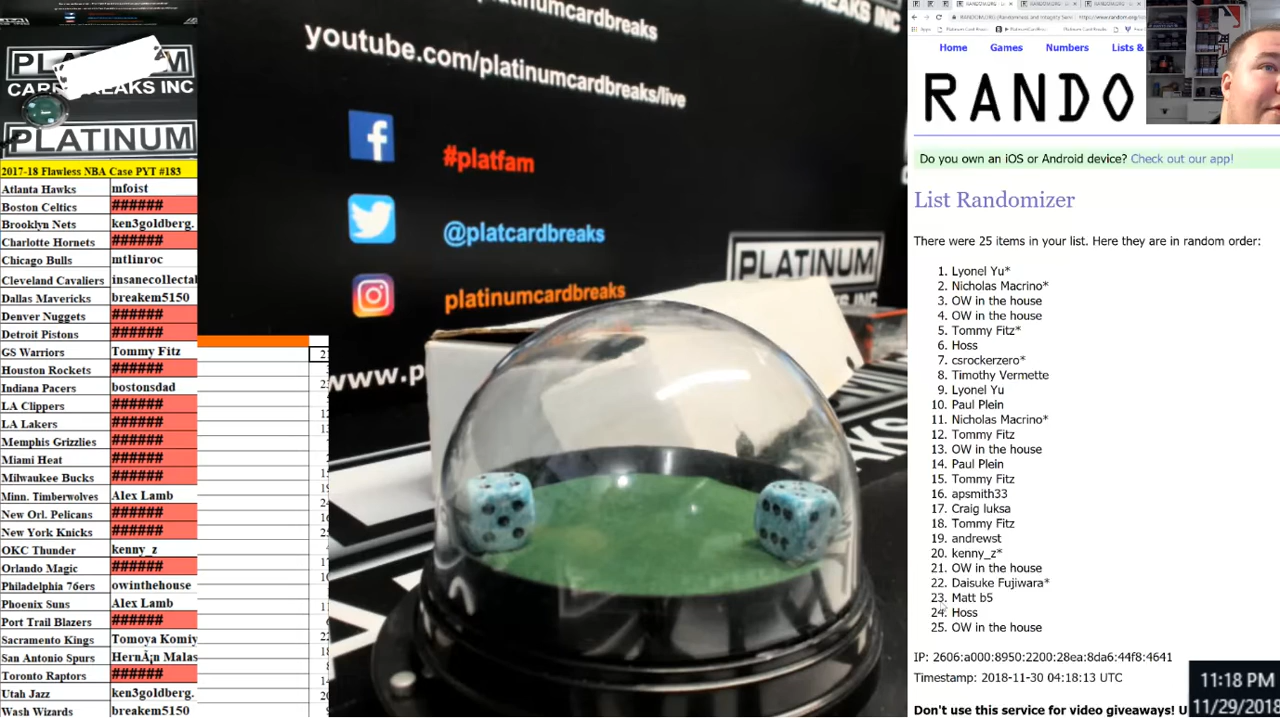 PLATINUM
CARD BREAKS INC
PLATINUM
2017-18 Flawless NBA Case PYT #183
Atlanta Hawks mfoist
Boston Celtics ######
Brooklyn Nets ken3goldberg.
Charlotte Hornets ######
Chicago Bulls mtlinroc
Cleveland Cavaliers insanecollectal
Dallas Mavericks breakem5150
Denver Nuggets ######
Detroit Pistons ######
GS Warriors Tommy Fitz
Houston Rockets ######
Indiana Pacers bostonsdad
LA Clippers ######
LA Lakers ######
Memphis Grizzlies ######
Miami Heat ######
Milwaukee Bucks ######
Minn. Timberwolves Alex Lamb
New Orl. Pelicans ######
New York Knicks ######
OKC Thunder kenny_z
Orlando Magic ######
Philadelphia 76ers owinthehouse
Phoenix Suns Alex Lamb
Port Trail Blazers ######
Sacramento Kings Tomoya Komiy
San Antonio Spurs HernÃ¡n Malas
Toronto Raptors ######
Utah Jazz ken3goldberg.
Wash Wizards breakem5150
youtube.com/platinumcardbreaks
youtube.com/platinumcardbreaks/live
#platfam
@platcardbreaks
platinumcardbreaks
PLATINUM
www.p
Home Games Numbers Lists &
RANDO
Do you own an iOS or Android device? Check out our app!
List Randomizer
There were 25 items in your list. Here they are in random order:
1. Lyonel Yu*
2. Nicholas Macrino*
3. OW in the house
4. OW in the house
5. Tommy Fitz*
6. Hoss
7. csrockerzero*
8. Timothy Vermette
9. Lyonel Yu
10. Paul Plein
11. Nicholas Macrino*
12. Tommy Fitz
13. OW in the house
14. Paul Plein
15. Tommy Fitz
16. apsmith33
17. Craig luksa
18. Tommy Fitz
19. andrewst
20. kenny_z*
21. OW in the house
22. Daisuke Fujiwara*
23. Matt b5
24. Hoss
25. OW in the house
IP: 2606:a000:8950:2200:28ea:8da6:44f8:4641
Timestamp: 2018-11-30 04:18:13 UTC
Don't use this service for video giveaways! U
11:18 PM
11/29/2018